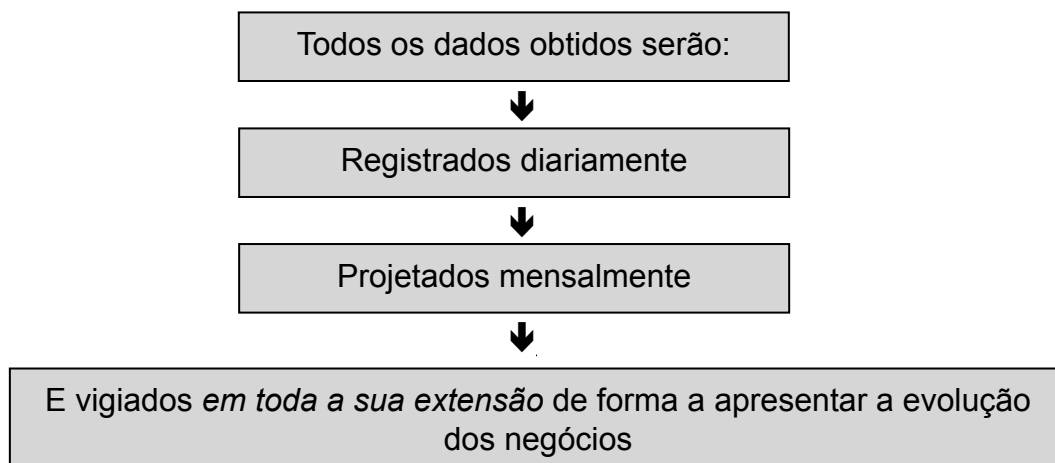 Todos os dados obtidos serão:
Registrados diariamente
Projetados mensalmente
E vigiados em toda a sua extensão de forma a apresentar a evolução
dos negócios